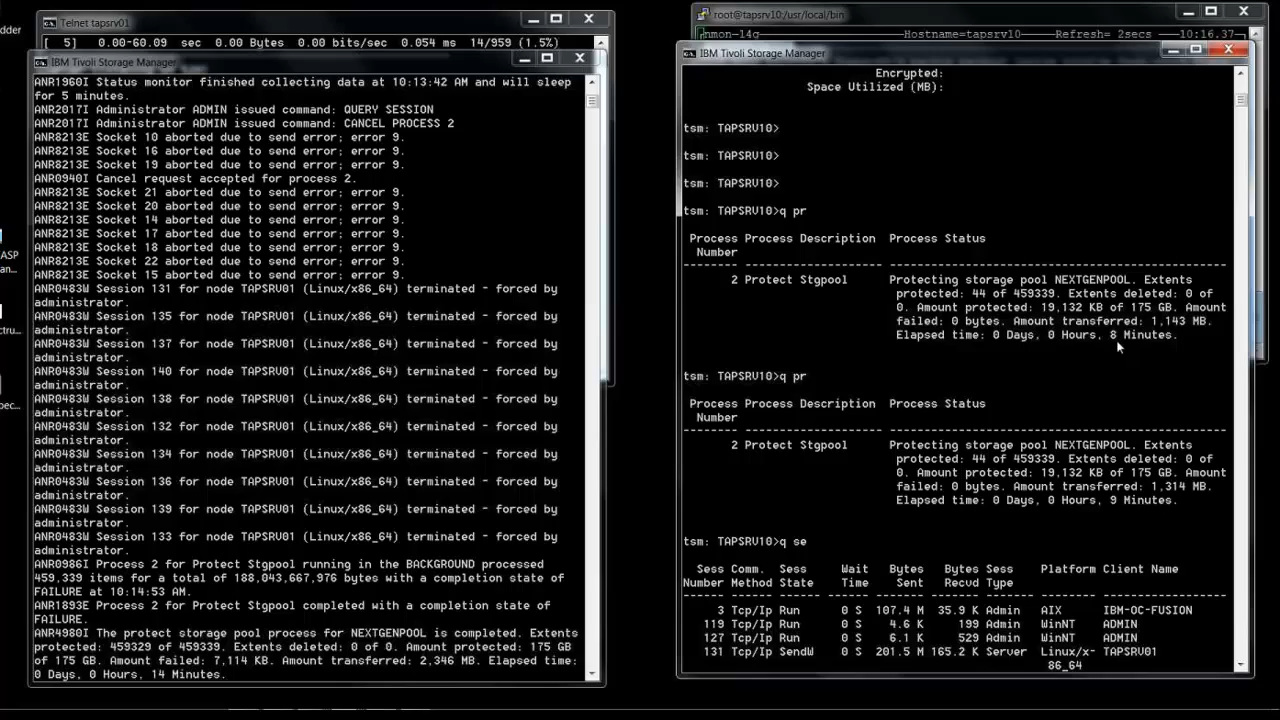 dder
Telnet tapsrv01
[  5]   0.00-60.09   sec  0.00 Bytes  0.00 bits/sec  0.054 ms  14/959 (1.5%)
IBM Tivoli Storage Manager
ANR1960I Status monitor finished collecting data at 10:13:42 AM and will sleep
for 5 minutes.
ANR2017I Administrator ADMIN issued command: QUERY SESSION
ANR2017I Administrator ADMIN issued command: CANCEL PROCESS 2
ANR8213E Socket 10 aborted due to send error; error 9.
ANR8213E Socket 16 aborted due to send error; error 9.
ANR8213E Socket 19 aborted due to send error; error 9.
ANR0940I Cancel request accepted for process 2.
ANR8213E Socket 21 aborted due to send error; error 9.
ANR8213E Socket 20 aborted due to send error; error 9.
ANR8213E Socket 14 aborted due to send error; error 9.
ANR8213E Socket 17 aborted due to send error; error 9.
ANR8213E Socket 18 aborted due to send error; error 9.
ANR8213E Socket 22 aborted due to send error; error 9.
ANR8213E Socket 15 aborted due to send error; error 9.
ANR0483W Session 131 for node TAPSRV01 (Linux/x86_64) terminated - forced by
administrator.
ANR0483W Session 135 for node TAPSRV01 (Linux/x86_64) terminated - forced by
administrator.
ANR0483W Session 137 for node TAPSRV01 (Linux/x86_64) terminated - forced by
administrator.
ANR0483W Session 140 for node TAPSRV01 (Linux/x86_64) terminated - forced by
administrator.
ANR0483W Session 138 for node TAPSRV01 (Linux/x86_64) terminated - forced by
administrator.
ANR0483W Session 132 for node TAPSRV01 (Linux/x86_64) terminated - forced by
administrator.
ANR0483W Session 134 for node TAPSRV01 (Linux/x86_64) terminated - forced by
administrator.
ANR0483W Session 136 for node TAPSRV01 (Linux/x86_64) terminated - forced by
administrator.
ANR0483W Session 139 for node TAPSRV01 (Linux/x86_64) terminated - forced by
administrator.
ANR0483W Session 133 for node TAPSRV01 (Linux/x86_64) terminated - forced by
administrator.
ANR0986I Process 2 for Protect Stgpool running in the BACKGROUND processed
459,339 items for a total of 188,043,667,976 bytes with a completion state of
FAILURE at 10:14:53 AM.
ANR1893E Process 2 for Protect Stgpool completed with a completion state of
FAILURE.
ANR4980I The protect storage pool process for NEXTGENPOOL is completed. Extents
protected: 459329 of 459339. Extents deleted: 0 of 0. Amount protected: 175 GB
of 175 GB. Amount failed: 7,114 KB. Amount transferred: 2,346 MB. Elapsed time:
0 Days, 0 Hours, 14 Minutes.
ASP
an...
ctru...
pec...
root@tapsrv10:/usr/local/bin
nmon-14g Hostname=tapsrv10 Refresh= 2secs 10:16.37
IBM Tivoli Storage Manager
Encrypted:
Space Utilized (MB):
tsm: TAPSRV10>
tsm: TAPSRV10>
tsm: TAPSRV10>
tsm: TAPSRV10>q pr
Process Process Description Process Status
Number
2 Protect Stgpool Protecting storage pool NEXTGENPOOL. Extents
protected: 44 of 459339. Extents deleted: 0 of
0. Amount protected: 19,132 KB of 175 GB. Amount
failed: 0 bytes. Amount transferred: 1,143 MB.
Elapsed time: 0 Days, 0 Hours, 8 Minutes.
tsm: TAPSRV10>q pr
Process Process Description Process Status
Number
2 Protect Stgpool Protecting storage pool NEXTGENPOOL. Extents
protected: 44 of 459339. Extents deleted: 0 of
0. Amount protected: 19,132 KB of 175 GB. Amount
failed: 0 bytes. Amount transferred: 1,314 MB.
Elapsed time: 0 Days, 0 Hours, 9 Minutes.
tsm: TAPSRV10>q se
Sess Comm. Sess Wait Bytes Bytes Sess Platform Client Name
Number Method State Time Sent Recvd Type
3 Tcp/Ip Run 0 S 107.4 M 35.9 K Admin AIX IBM-OC-FUSION
119 Tcp/Ip Run 0 S 4.6 K 199 Admin WinNT ADMIN
127 Tcp/Ip Run 0 S 6.1 K 529 Admin WinNT ADMIN
131 Tcp/Ip SendW 0 S 201.5 M 165.2 K Server Linux/x- TAPSRV01
86_64